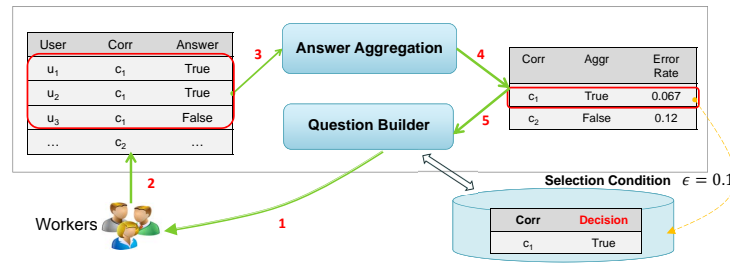 User Corr Answer
u1 c1 True
u2 c1 True
u3 c1 False
... c2 ...
3
Answer Aggregation
4
Corr Aggr Error
Rate
c1 True 0.067
c2 False 0.12
Question Builder
5
2
Workers
1
Selection Condition ϵ = 0.1
Corr Decision
c1 True